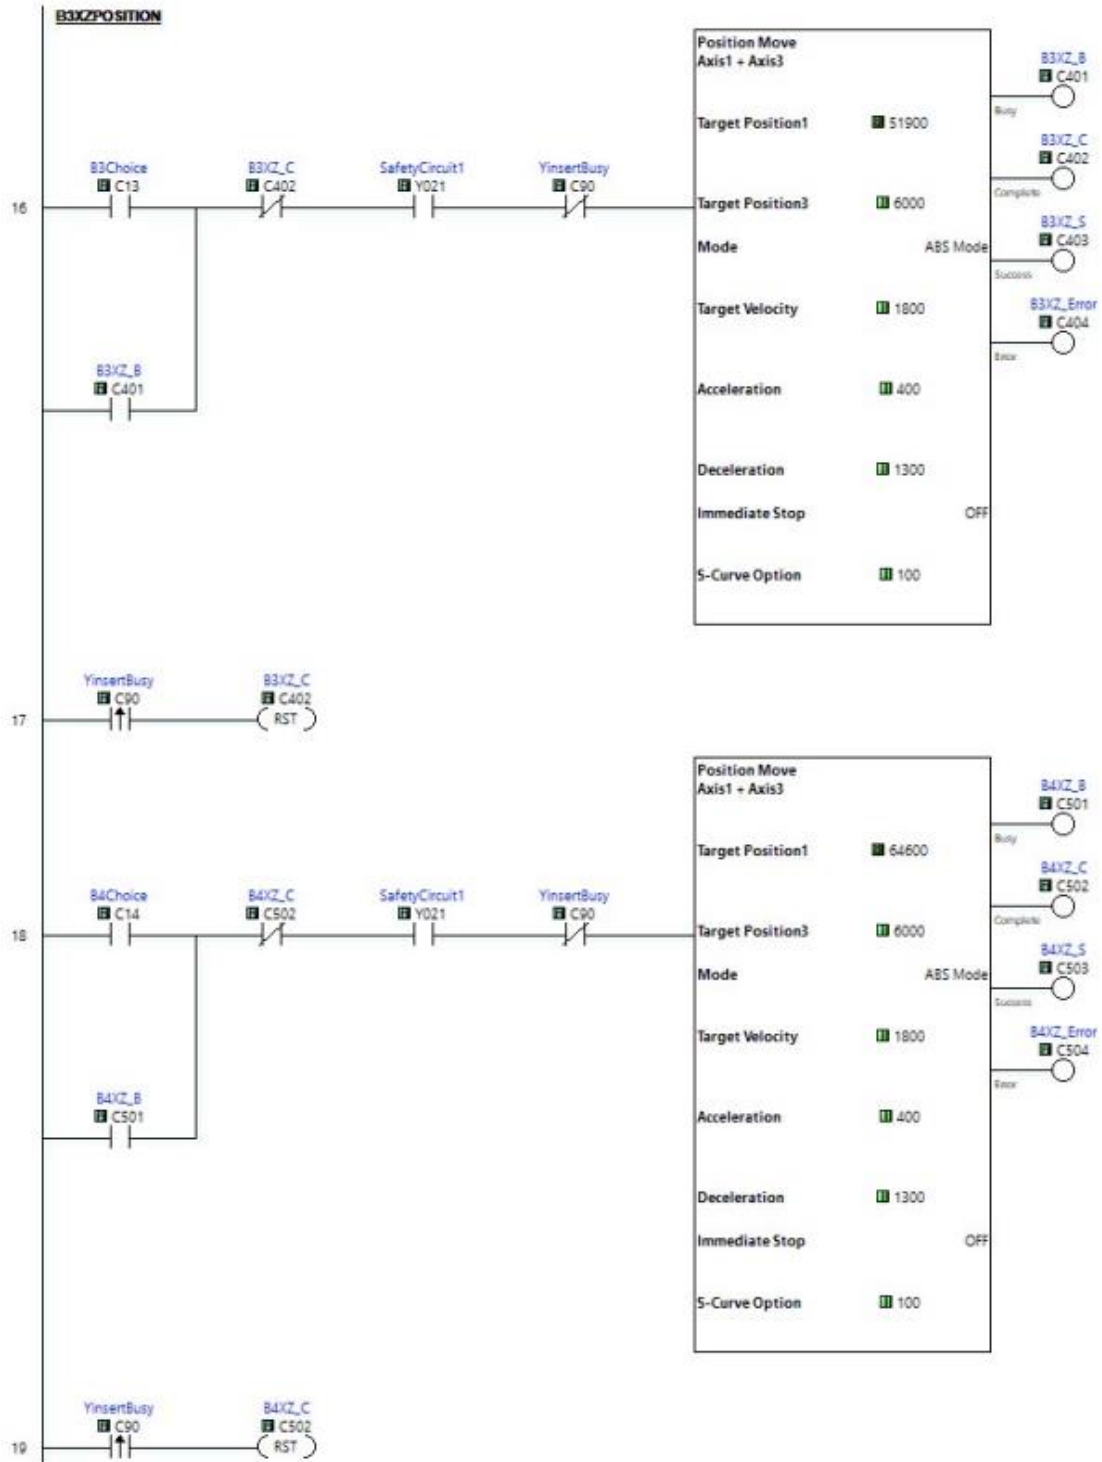 B3XZPOSITION
Position Move
Axis1 + Axis3
B3XZ_B
C401
Busy
Target Position1 51900
B3XZ_C
C402
Complete
B3Choice B3XZ_C SafetyCircuit1 YinsertBusy
C13 C402 Y021 C90
16
Target Position3 6000
B3XZ_S
C403
Success
Mode ABS Mode
Target Velocity 1800
B3XZ_Error
C404
Error
B3XZ_B
C401
Acceleration 400
Deceleration 1300
Immediate Stop OFF
S-Curve Option 100
YinsertBusy B3XZ_C
C90 C402
17 RST
Position Move
Axis1 + Axis3
B4XZ_B
C501
Busy
Target Position1 64600
B4XZ_C
C502
Complete
B4Choice B4XZ_C SafetyCircuit1 YinsertBusy
C14 C502 Y021 C90
18
Target Position3 6000
B4XZ_S
C503
Success
Mode ABS Mode
Target Velocity 1800
B4XZ_Error
C504
Error
B4XZ_B
C501
Acceleration 400
Deceleration 1300
Immediate Stop OFF
S-Curve Option 100
YinsertBusy B4XZ_C
C90 C502
19 RST